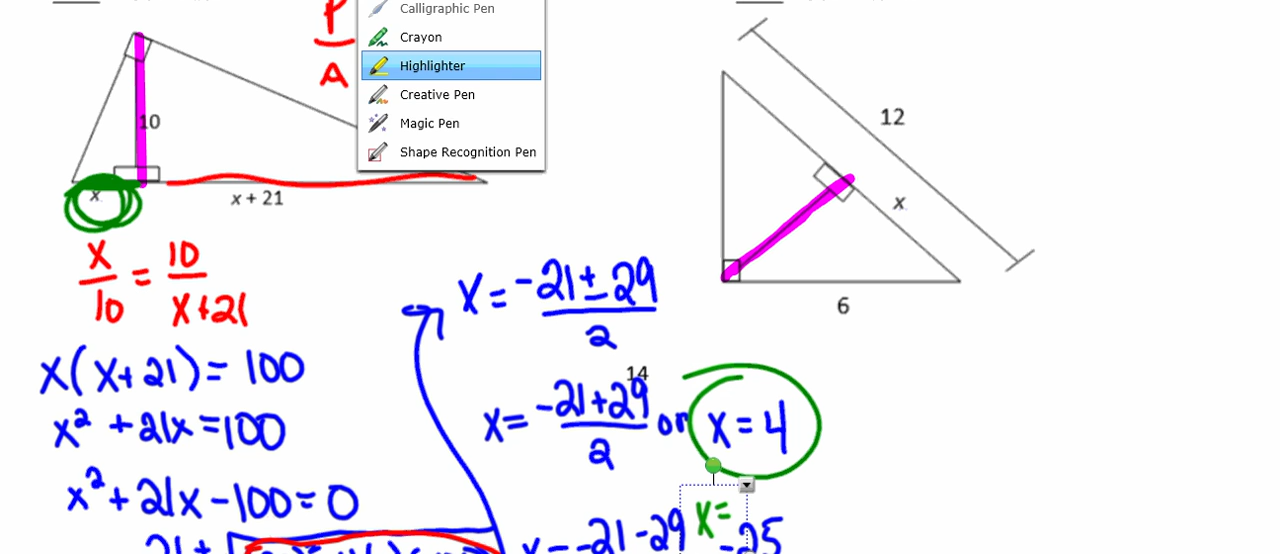 P
A
Calligraphic Pen
Crayon
Highlighter
Creative Pen
Magic Pen
Shape Recognition Pen
10
x
x + 21
12
x
6
x/10 = 10/x+21
x(x+21) = 100
x² + 21x = 100
x² + 21x - 100 = 0
x = -21 ± 29 / 2
14
x = -21+29 / 2 or x = 4
x =
x = -21-29
-25